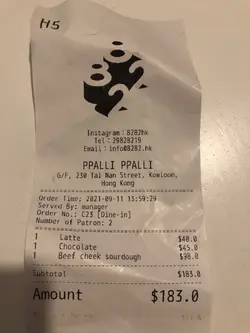 H5
8282
Instagram：8282hk
Tel：29828219
Email：info@8282.hk
PPALLI PPALLI
G/F, 230 Tai Nan Street, Kowloon,
Hong Kong
Order Time: 2021-09-11 13:59:29
Served By: manager
Order No.: C23 [Dine-in]
Number of Patron: 2
1 Latte $40.0
1 Chocolate $45.0
1 Beef cheek sourdough $98.0
Subtotal $183.0
Amount $183.0